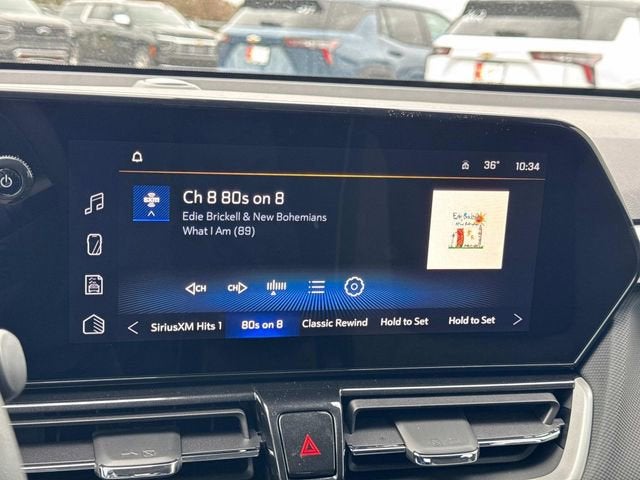 36° 10:34
SXM
Ch 8 80s on 8
Edie Brickell & New Bohemians
What I Am (89)
CH CH
SiriusXM Hits 1 80s on 8 Classic Rewind Hold to Set Hold to Set